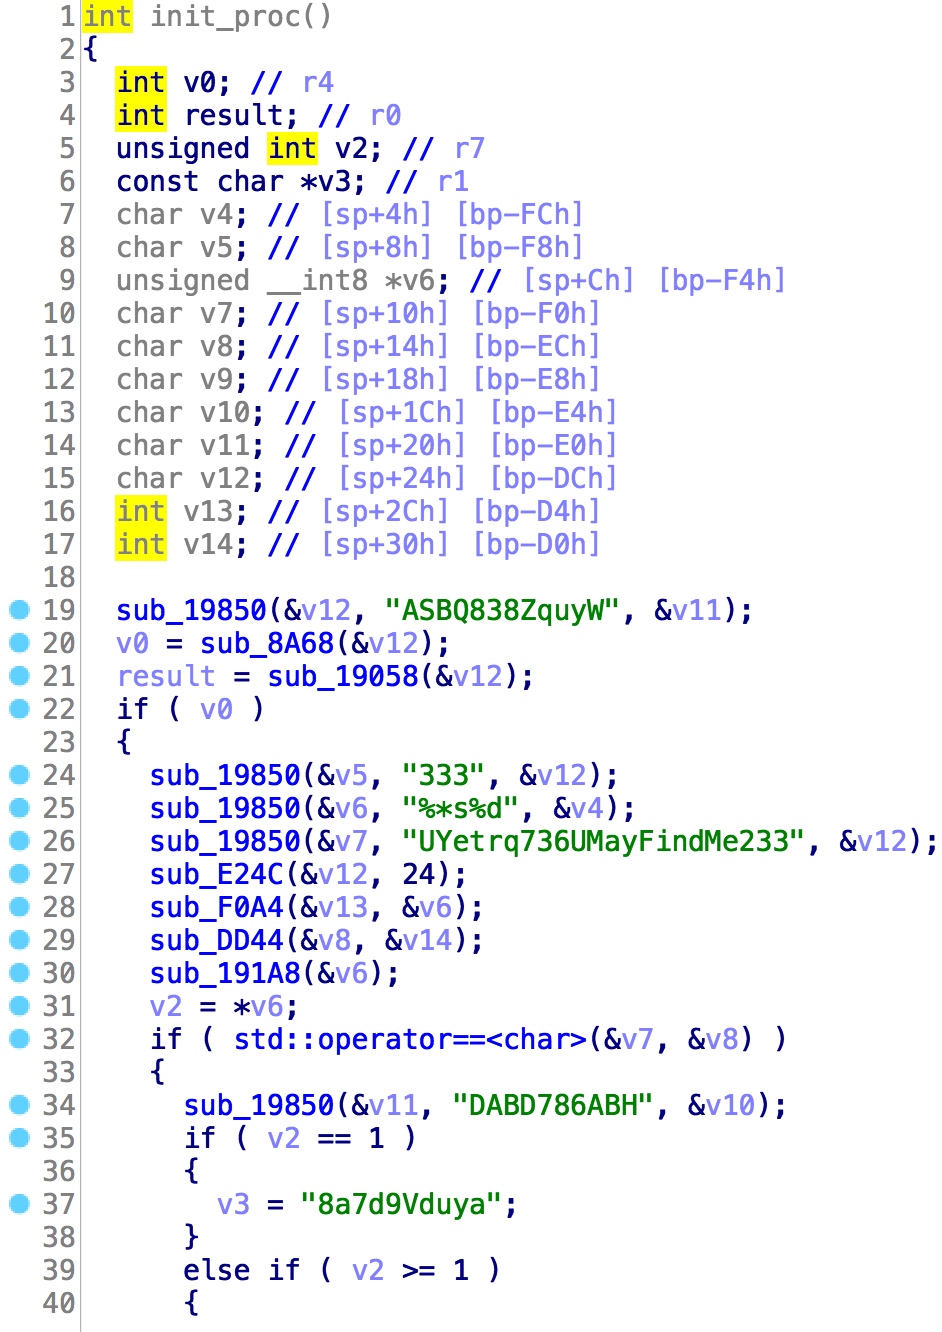 1 int init_proc()
2 {
3 int v0; // r4
4 int result; // r0
5 unsigned int v2; // r7
6 const char *v3; // r1
7 char v4; // [sp+4h] [bp-FCh]
8 char v5; // [sp+8h] [bp-F8h]
9 unsigned __int8 *v6; // [sp+Ch] [bp-F4h]
10 char v7; // [sp+10h] [bp-F0h]
11 char v8; // [sp+14h] [bp-ECh]
12 char v9; // [sp+18h] [bp-E8h]
13 char v10; // [sp+1Ch] [bp-E4h]
14 char v11; // [sp+20h] [bp-E0h]
15 char v12; // [sp+24h] [bp-DCh]
16 int v13; // [sp+2Ch] [bp-D4h]
17 int v14; // [sp+30h] [bp-D0h]
18
19 sub_19850(&v12, "ASBQ838ZquyW", &v11);
20 v0 = sub_8A68(&v12);
21 result = sub_19058(&v12);
22 if ( v0 )
23 {
24 sub_19850(&v5, "333", &v12);
25 sub_19850(&v6, "%*s%d", &v4);
26 sub_19850(&v7, "UYetrq736UMayFindMe233", &v12);
27 sub_E24C(&v12, 24);
28 sub_F0A4(&v13, &v6);
29 sub_DD44(&v8, &v14);
30 sub_191A8(&v6);
31 v2 = *v6;
32 if ( std::operator==<char>(&v7, &v8) )
33 {
34 sub_19850(&v11, "DABD786ABH", &v10);
35 if ( v2 == 1 )
36 {
37 v3 = "8a7d9Vduya";
38 }
39 else if ( v2 >= 1 )
40 {